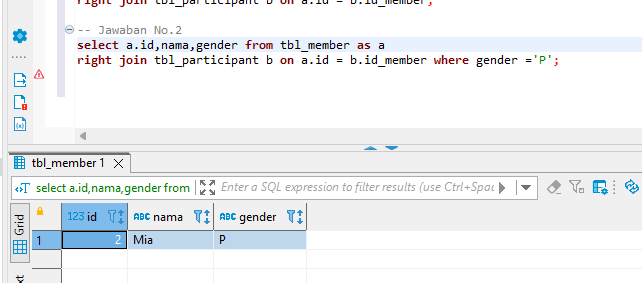 right join tbl_participant b on a.id = b.id_member;
-- Jawaban No.2
select a.id,nama,gender from tbl_member as a
right join tbl_participant b on a.id = b.id_member where gender ='P';
tbl_member 1
select a.id,nama,gender from
Enter a SQL expression to filter results (use Ctrl+Spac
Grid
123 id
ABC nama
ABC gender
1
2
Mia
P
xt